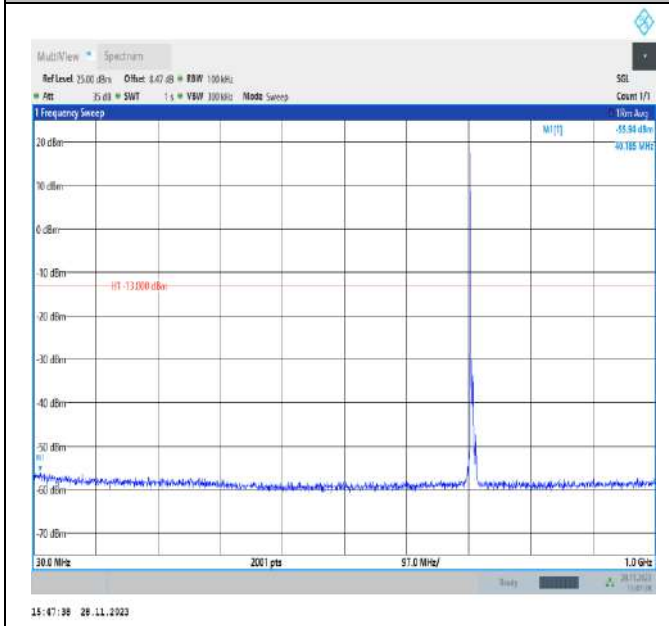 MultiView Spectrum
Ref Level 25.00 dBm Offset 8.47 dB RBW 100 kHz SGL
Att 35 dB SWT 1 s VBW 300 kHz Mode Sweep Count 1/1
1 Frequency Sweep 1Rm Avg
M1[1] -55.94 dBm
40.185 MHz
20 dBm
10 dBm
0 dBm
-10 dBm
H1 -13.000 dBm
-20 dBm
-30 dBm
-40 dBm
-50 dBm
M1
-60 dBm
-70 dBm
30.0 MHz 2001 pts 97.0 MHz/ 1.0 GHz
Ready 28.11.2023
15:47:38 28.11.2023